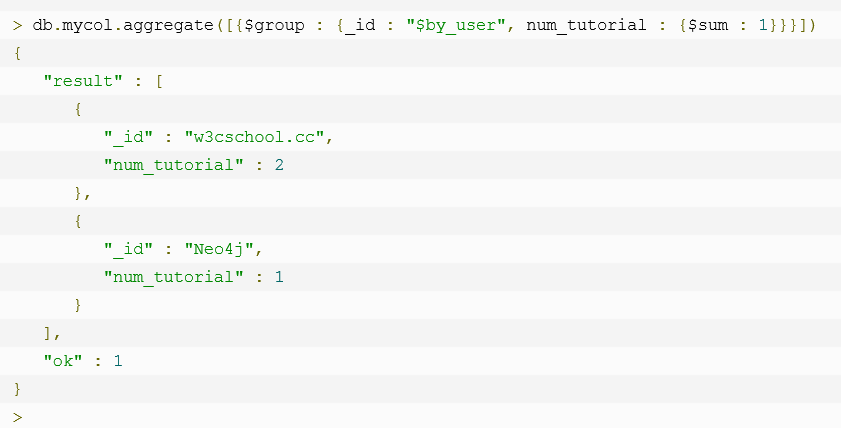 > db.mycol.aggregate([{$group : {_id : "$by_user", num_tutorial : {$sum : 1}}}])
{
   "result" : [
      {
         "_id" : "w3cschool.cc",
         "num_tutorial" : 2
      },
      {
         "_id" : "Neo4j",
         "num_tutorial" : 1
      }
   ],
   "ok" : 1
}
>